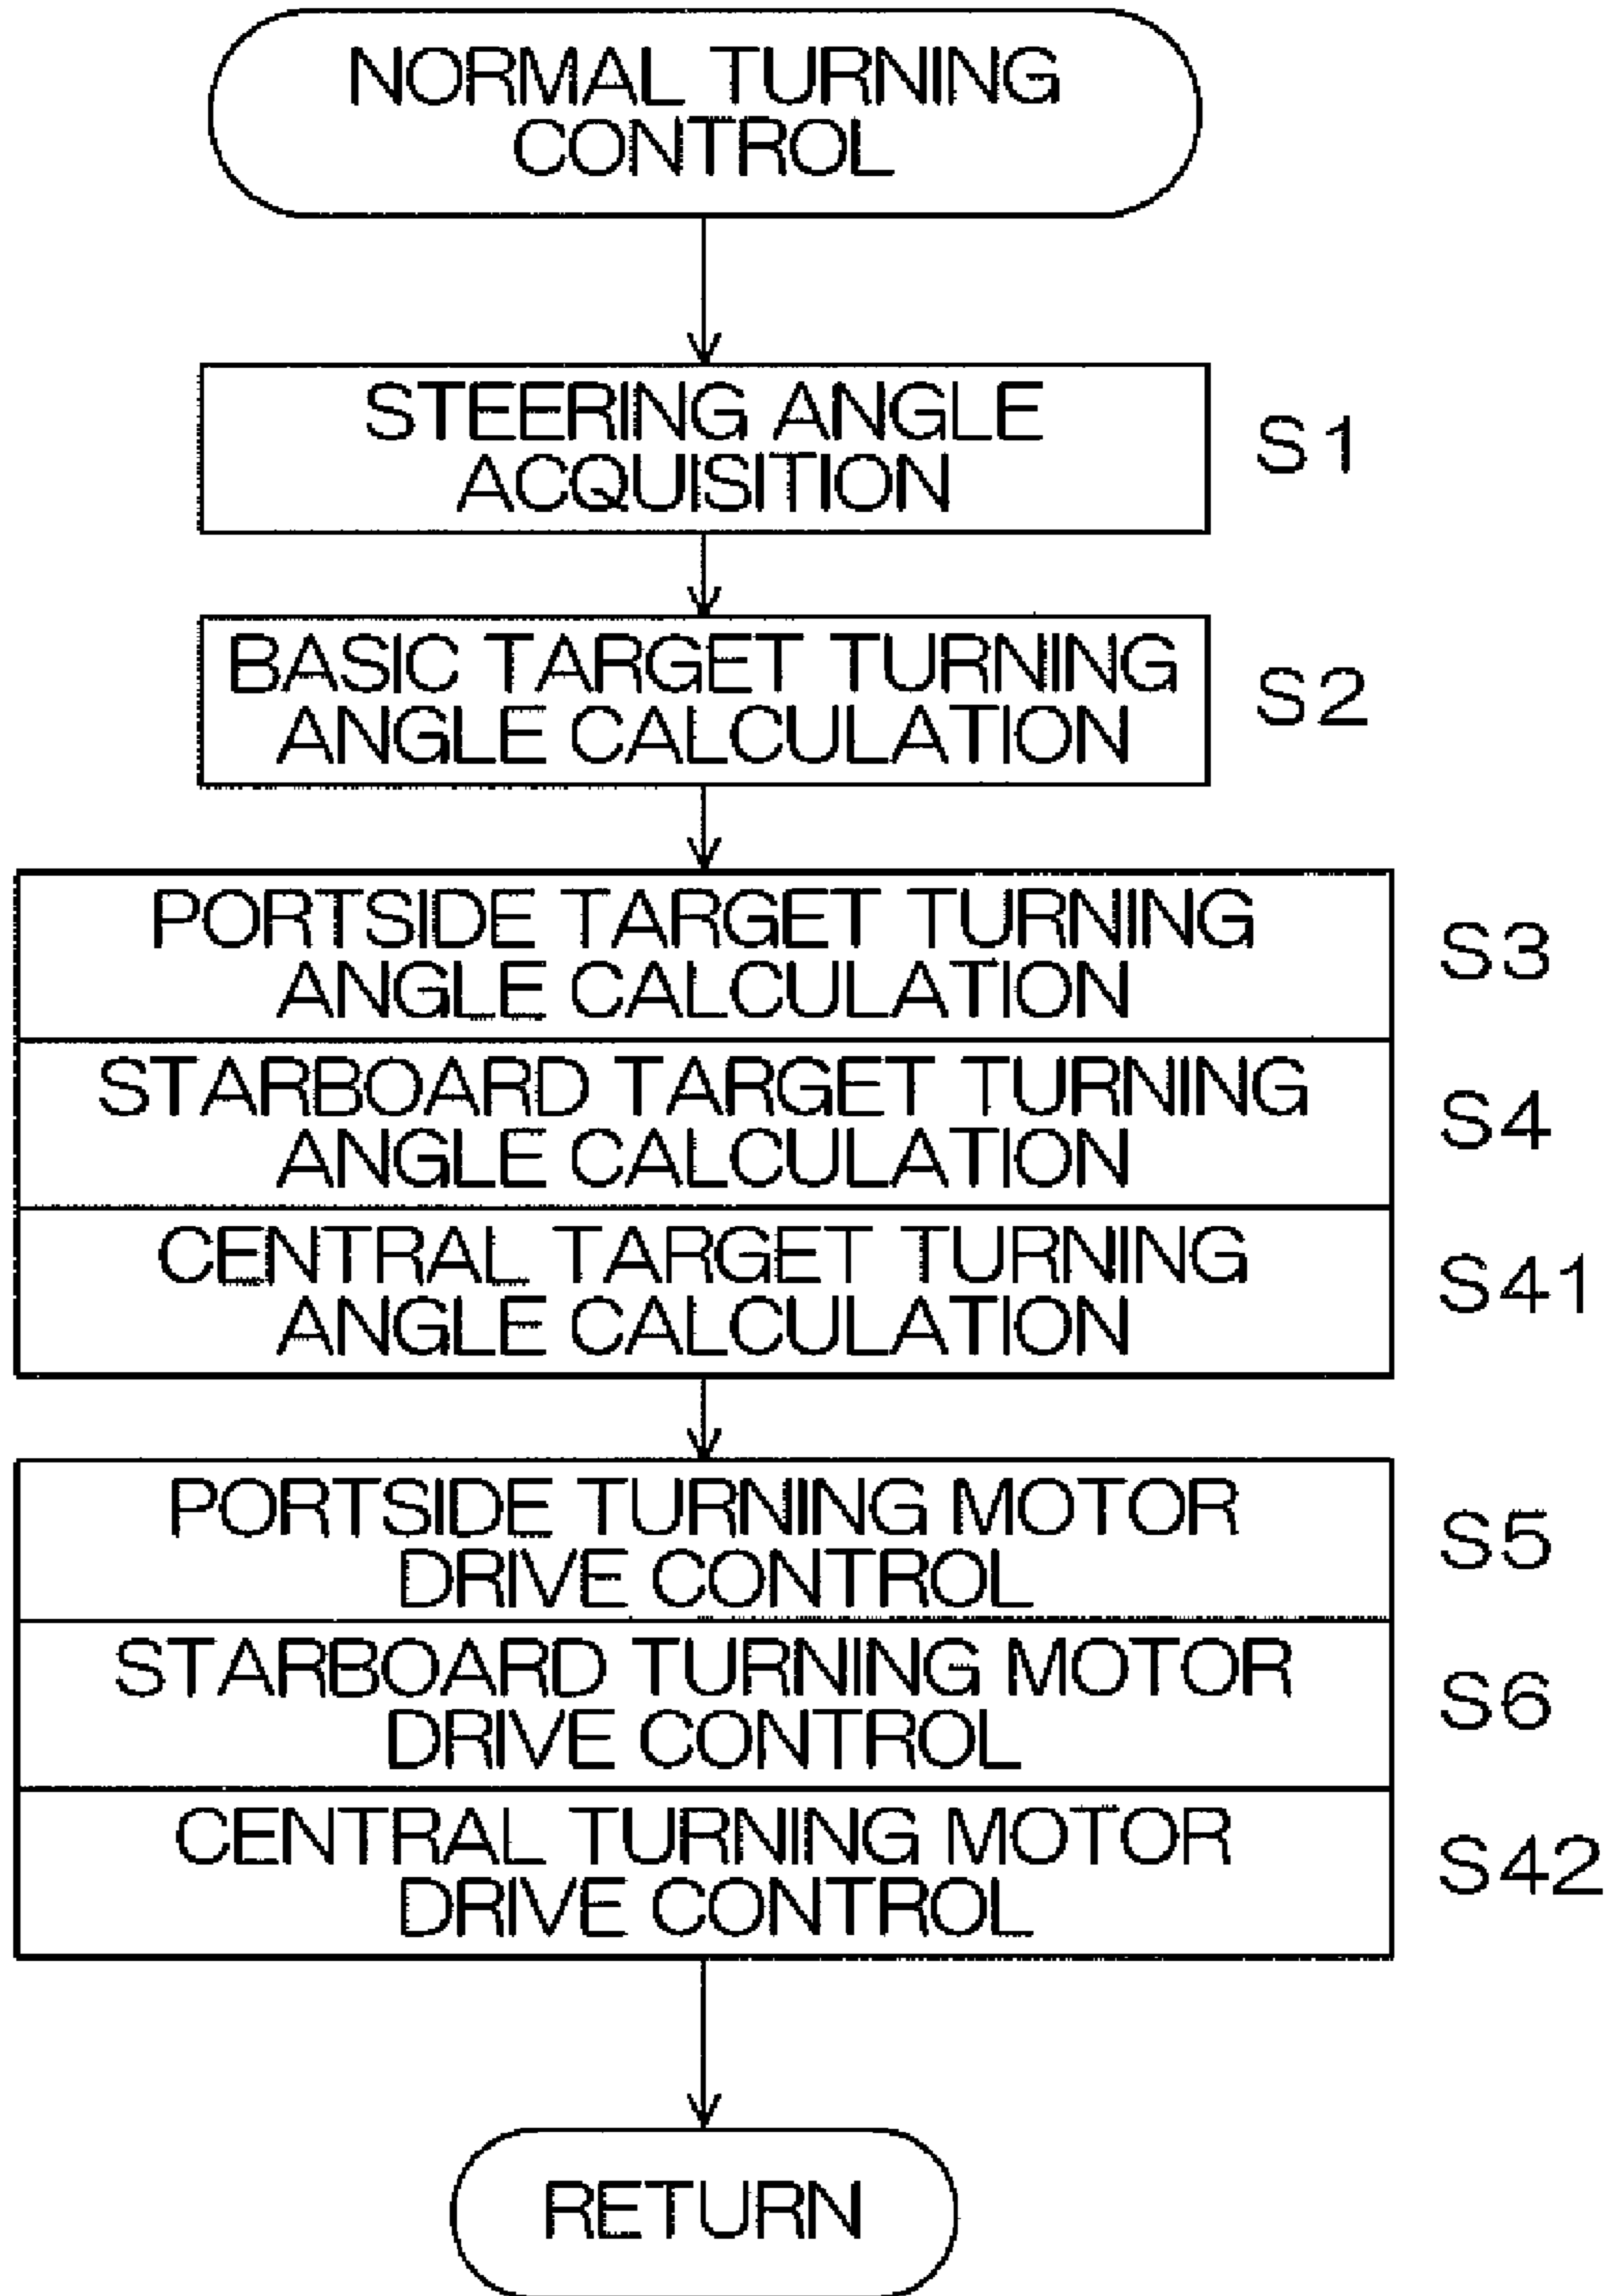 NORMAL TURNING
CONTROL
STEERING ANGLE
ACQUISITION
S1
BASIC TARGET TURNING
ANGLE CALCULATION
S2
PORTSIDE TARGET TURNING
ANGLE CALCULATION
S3
STARBOARD TARGET TURNING
ANGLE CALCULATION
S4
CENTRAL TARGET TURNING
ANGLE CALCULATION
S41
PORTSIDE TURNING MOTOR
DRIVE CONTROL
S5
STARBOARD TURNING MOTOR
DRIVE CONTROL
S6
CENTRAL TURNING MOTOR
DRIVE CONTROL
S42
RETURN